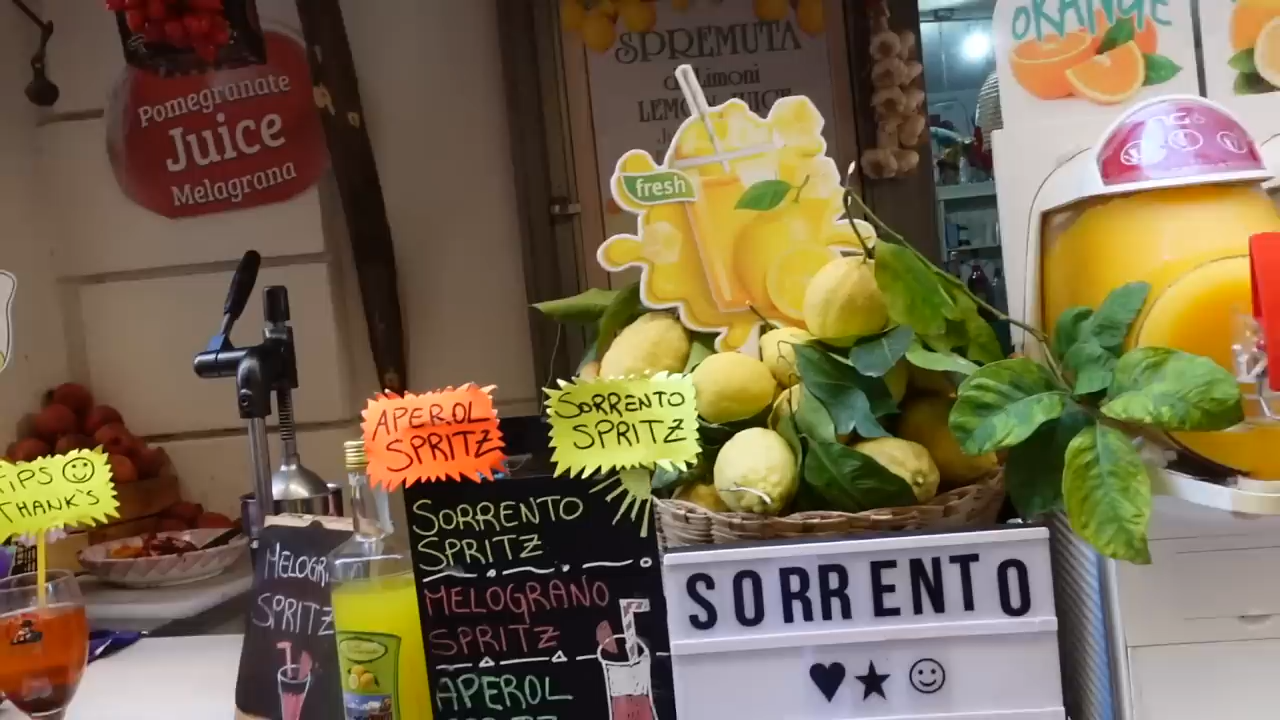 Pomegranate
Juice
Melagrana
SPREMUTA
di Limoni
LEMON JUICE
ORANGE
fresh
APEROL
SPRITZ
SORRENTO
SPRITZ
TIPS ☺
THANK'S
MELOGR
SPRITZ
SORRENTO
SPRITZ
MELOGRANO
SPRITZ
APEROL
SPRITZ
SORRENTO
♥★☺